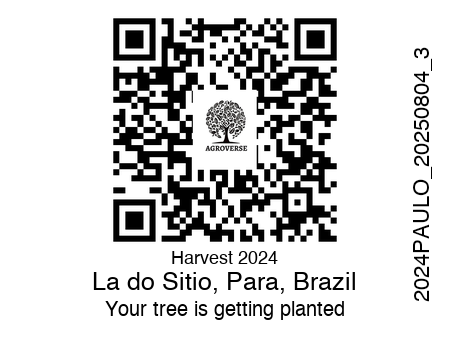 AGROVERSE
Harvest 2024
La do Sitio, Para, Brazil
Your tree is getting planted
2024PAULO_20250804_3